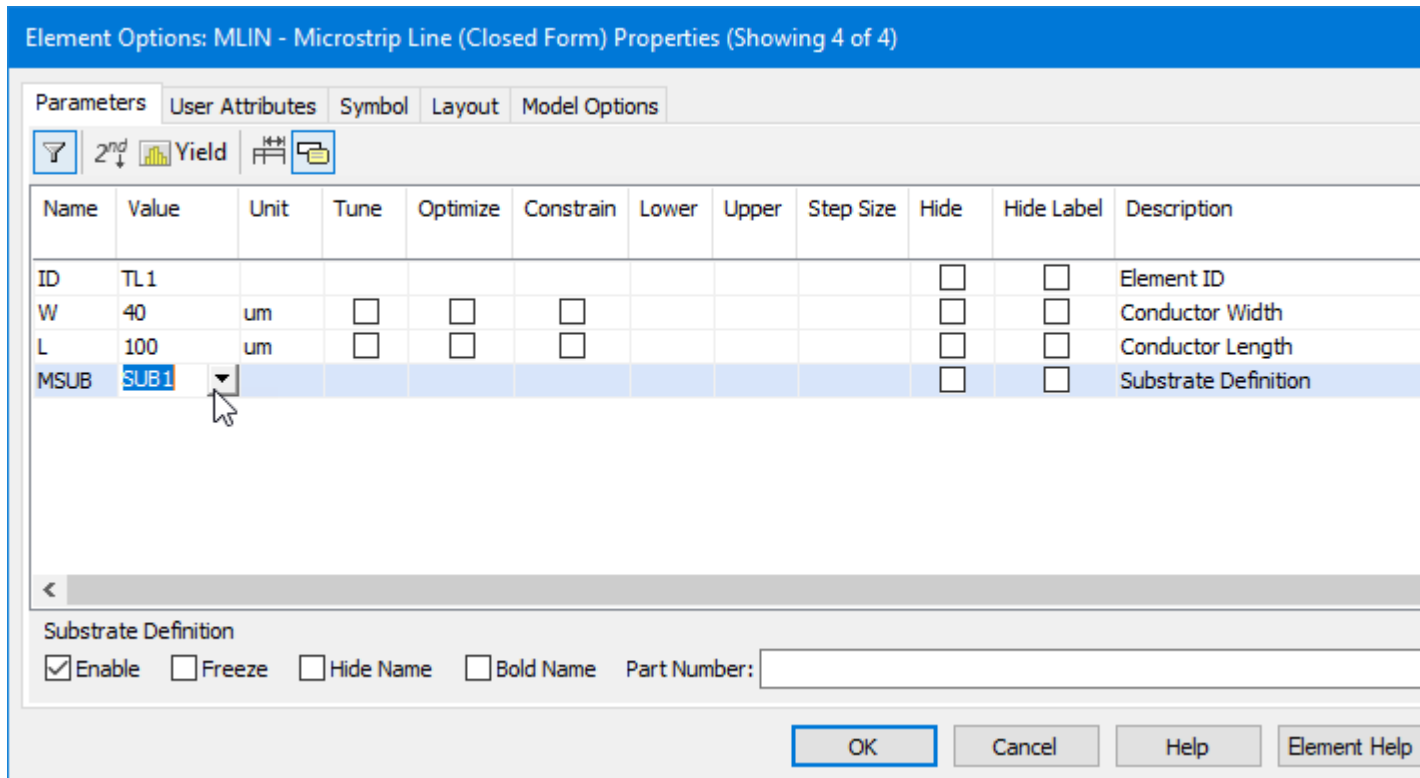 Element Options: MLIN - Microstrip Line (Closed Form) Properties (Showing 4 of 4)
Parameters User Attributes Symbol Layout Model Options
2nd Yield
Name Value Unit Tune Optimize Constrain Lower Upper Step Size Hide Hide Label Description
ID TL1 Element ID
W 40 um Conductor Width
L 100 um Conductor Length
MSUB SUB1 Substrate Definition
Substrate Definition
Enable Freeze Hide Name Bold Name Part Number:
OK Cancel Help Element Help